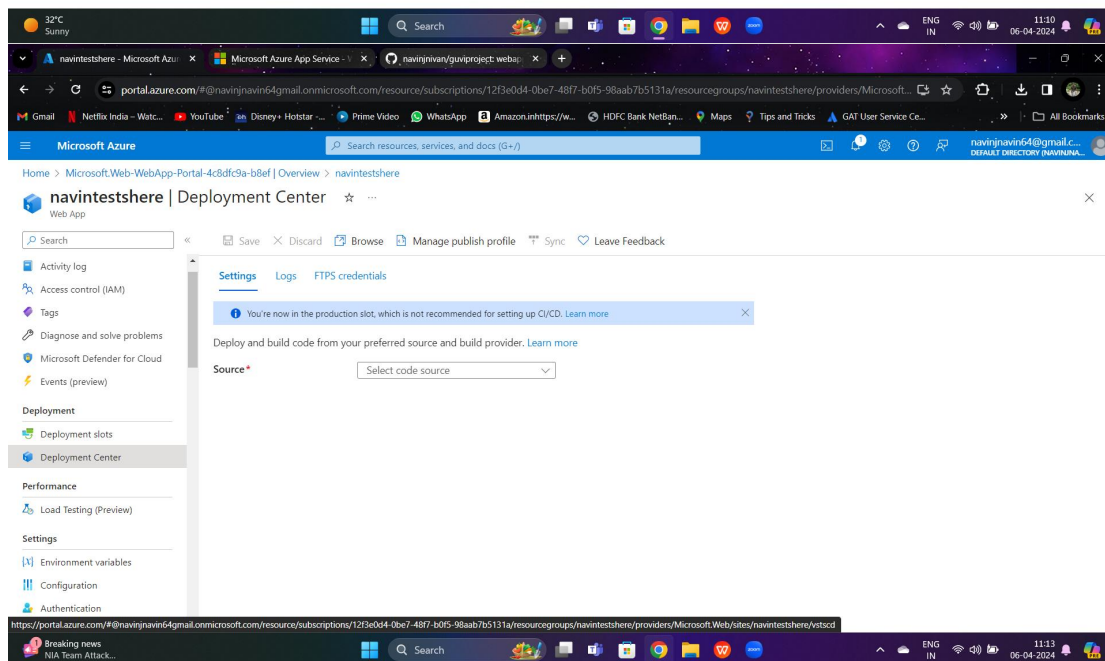 32°C
Sunny
Search
ENG
IN
11:10
06-04-2024
navintestshere - Microsoft Azur
Microsoft Azure App Service - 
navinjnivan/guviproject: webap
portal.azure.com/#@navinjnavin64gmail.onmicrosoft.com/resource/subscriptions/12f3e0d4-0be7-48f7-b0f5-98aab7b5131a/resourcegroups/navintestshere/providers/Microsoft...
Gmail
Netflix India – Watc...
YouTube
Disney+ Hotstar -...
Prime Video
WhatsApp
Amazon.inhttps://w...
HDFC Bank NetBan...
Maps
Tips and Tricks
GAT User Service Ce...
»
All Bookmarks
Microsoft Azure
Search resources, services, and docs (G+/)
1
navinjnavin64@gmail.c...
DEFAULT DIRECTORY (NAVINJNA...
Home > Microsoft.Web-WebApp-Portal-4c8dfc9a-b8ef | Overview > navintestshere
navintestshere | Deployment Center
Web App
Search
«
Save
Discard
Browse
Manage publish profile
Sync
Leave Feedback
Activity log
Access control (IAM)
Tags
Diagnose and solve problems
Microsoft Defender for Cloud
Events (preview)
Deployment
Deployment slots
Deployment Center
Performance
Load Testing (Preview)
Settings
Environment variables
Configuration
Authentication
Settings
Logs
FTPS credentials
You're now in the production slot, which is not recommended for setting up CI/CD. Learn more
Deploy and build code from your preferred source and build provider. Learn more
Source*
Select code source
https://portal.azure.com/#@navinjnavin64gmail.onmicrosoft.com/resource/subscriptions/12f3e0d4-0be7-48f7-b0f5-98aab7b5131a/resourcegroups/navintestshere/providers/Microsoft.Web/sites/navintestshere/vstscd
1
Breaking news
NIA Team Attack...
Search
ENG
IN
11:13
06-04-2024